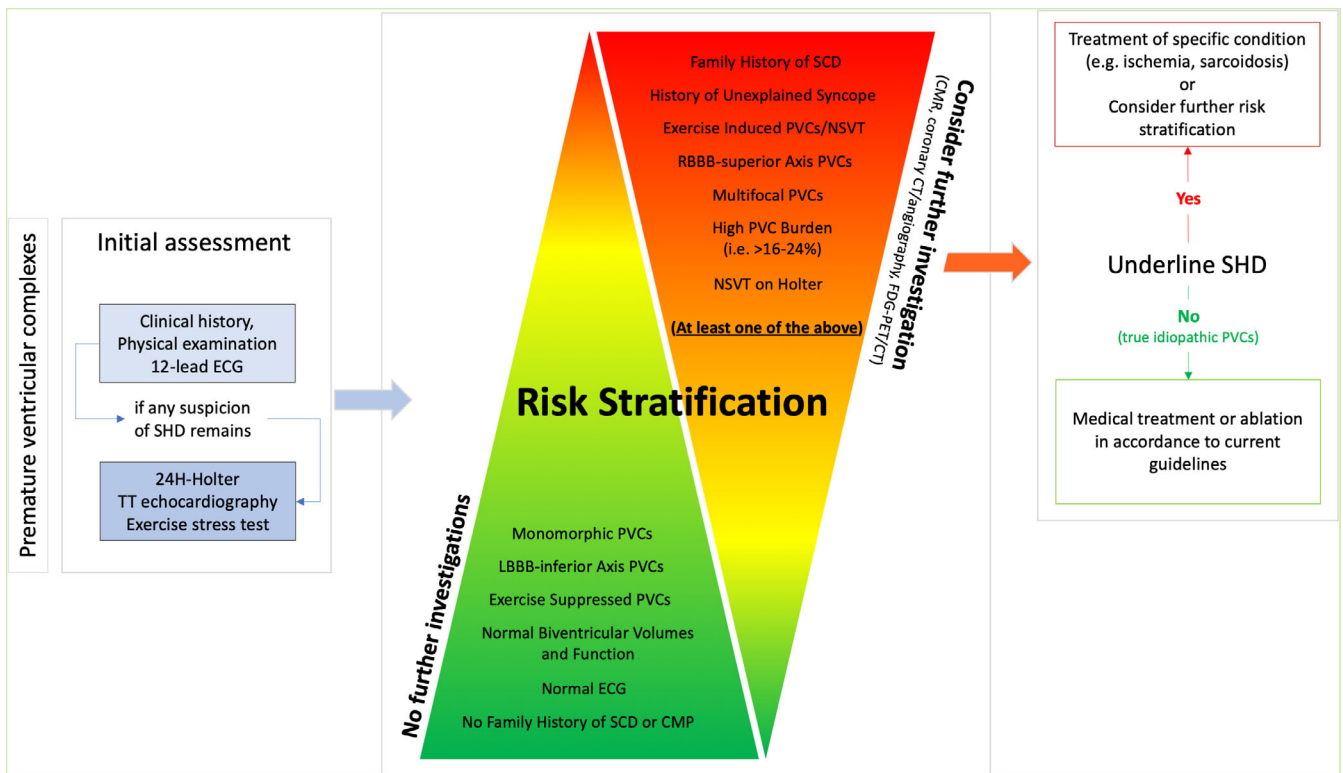 Premature ventricular complexes
Initial assessment
Clinical history,
Physical examination
12-lead ECG
if any suspicion
of SHD remains
24H-Holter
TT echocardiography
Exercise stress test
Risk Stratification
No further investigations
Monomorphic PVCs
LBBB-inferior Axis PVCs
Exercise Suppressed PVCs
Normal Biventricular Volumes
and Function
Normal ECG
No Family History of SCD or CMP
Family History of SCD
History of Unexplained Syncope
Exercise Induced PVCs/NSVT
RBBB-superior Axis PVCs
Multifocal PVCs
High PVC Burden
(i.e. >16-24%)
NSVT on Holter
(At least one of the above)
Consider further investigation
(CMR, coronary CT/angiography, FDG-PET/CT)
Treatment of specific condition
(e.g. ischemia, sarcoidosis)
or
Consider further risk
stratification
Yes
Underline SHD
No
(true idiopathic PVCs)
Medical treatment or ablation
in accordance to current
guidelines